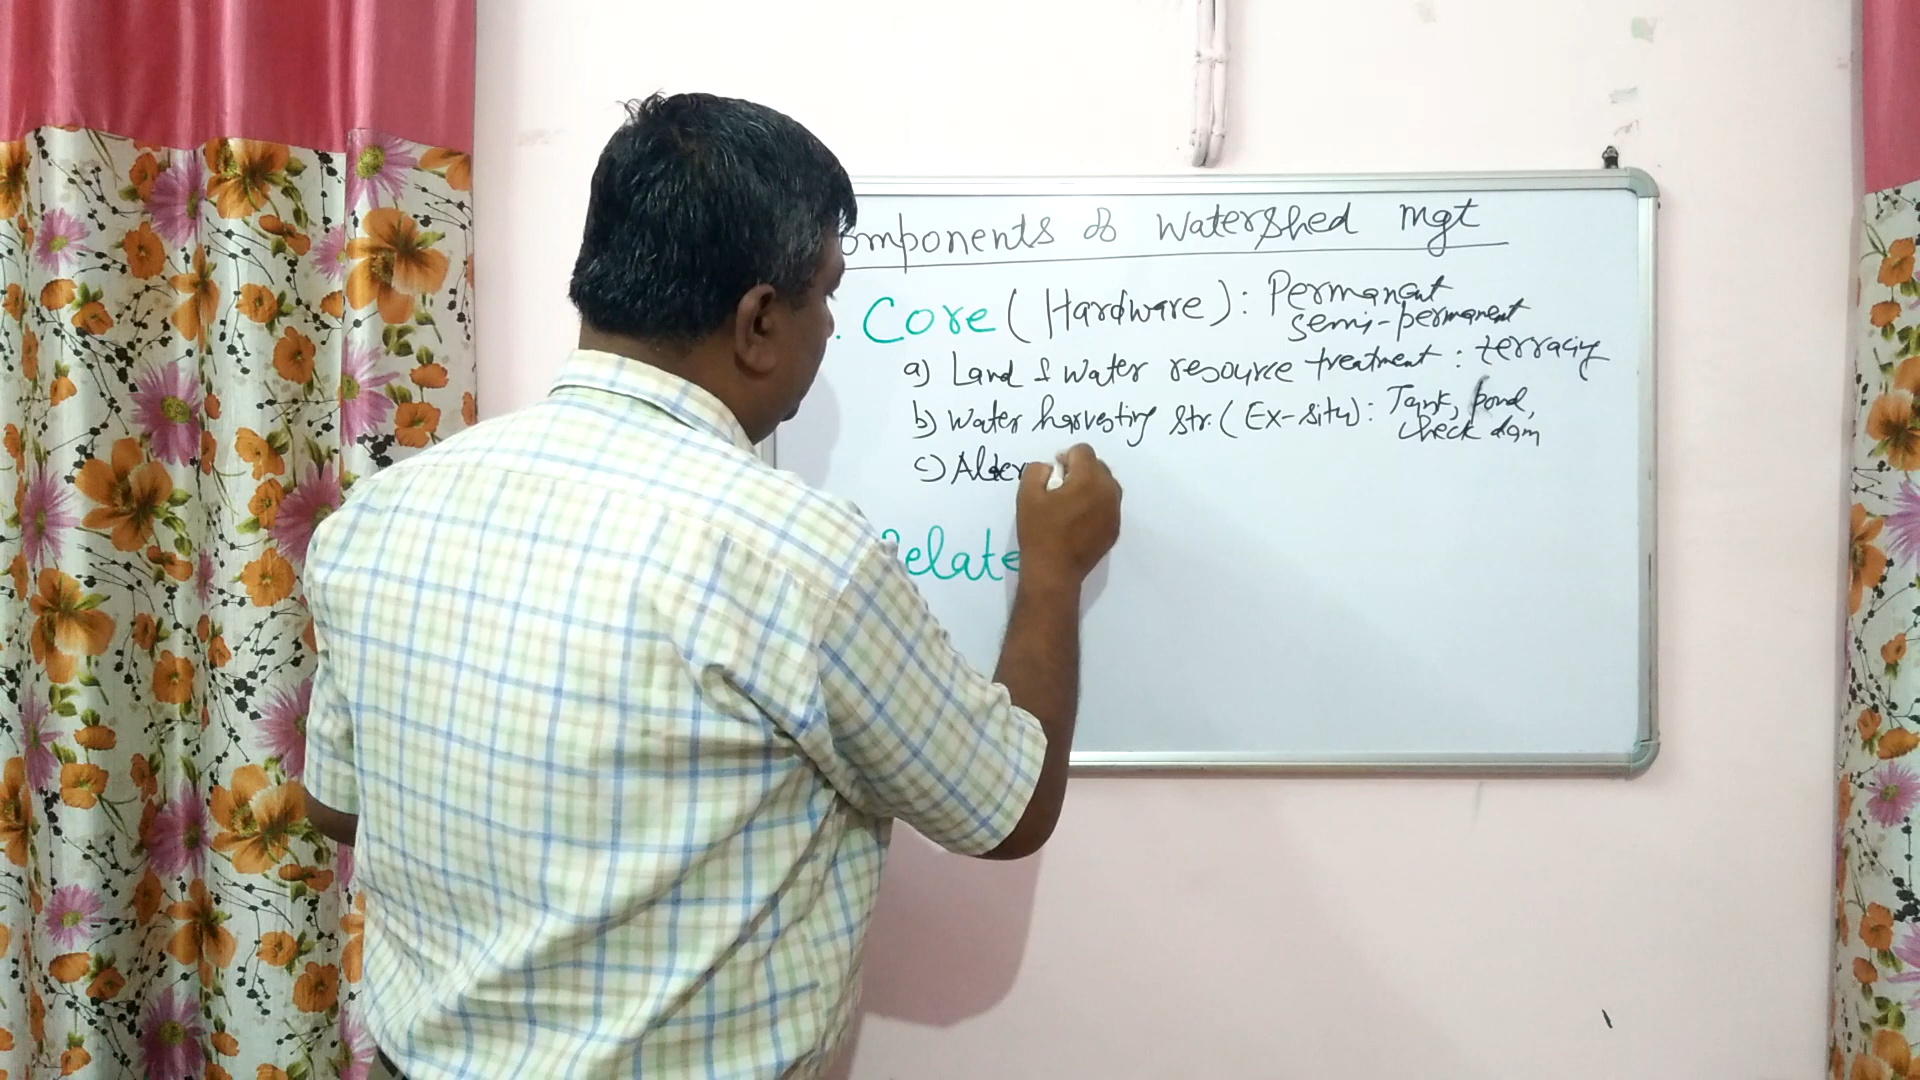 omponents of Watershed mgt
. Core (Hardware) : Permanent
semi-permanent
a) Land & water resource treatment : terracing
b) Water harvesting Str. (Ex-situ) : Tank, pond,
check dam
c) Alter
Relate